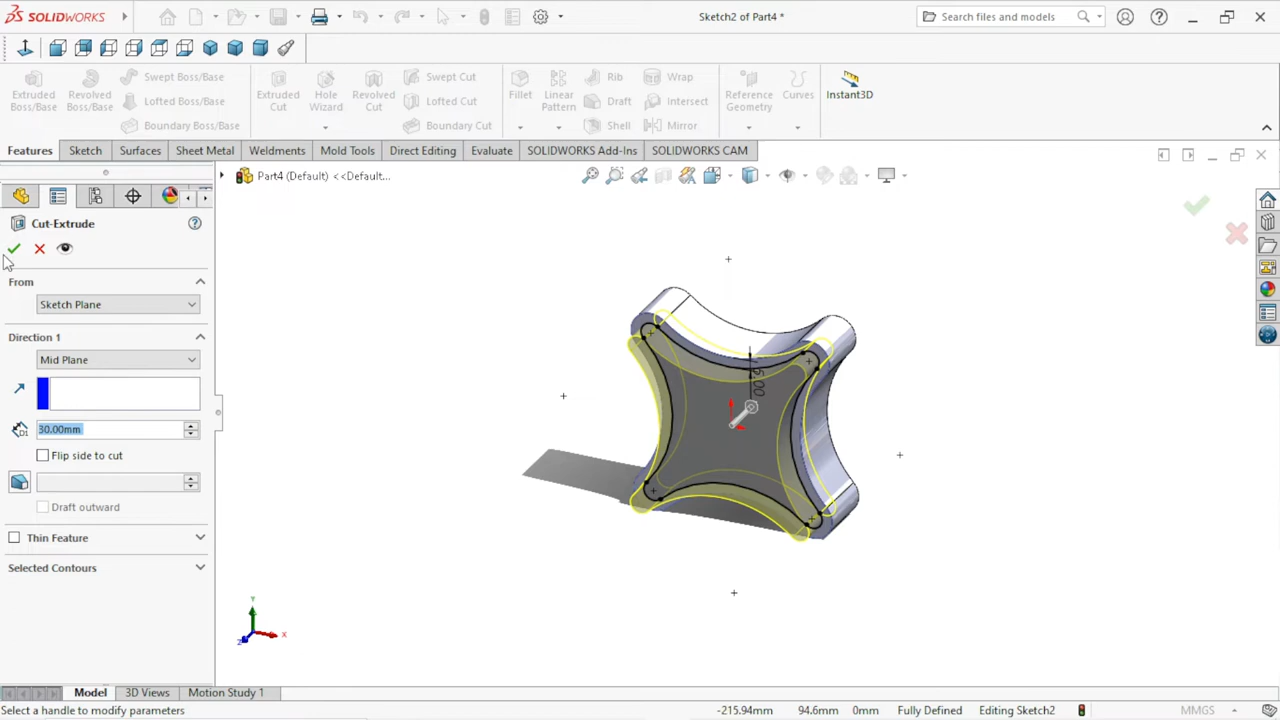 SOLIDWORKS
Sketch2 of Part4 *
Search files and models
Extruded Boss/Base
Revolved Boss/Base
Swept Boss/Base
Lofted Boss/Base
Boundary Boss/Base
Extruded Cut
Hole Wizard
Revolved Cut
Swept Cut
Lofted Cut
Boundary Cut
Fillet
Linear Pattern
Rib
Draft
Shell
Wrap
Intersect
Mirror
Reference Geometry
Curves
Instant3D
Features
Sketch
Surfaces
Sheet Metal
Weldments
Mold Tools
Direct Editing
Evaluate
SOLIDWORKS Add-Ins
SOLIDWORKS CAM
Part4 (Default) <<Default...
Cut-Extrude
From
Sketch Plane
Direction 1
Mid Plane
D1
30.00mm
Flip side to cut
Draft outward
Thin Feature
Selected Contours
Y
X
Z
Model
3D Views
Motion Study 1
Select a handle to modify parameters
-215.94mm
94.6mm
0mm
Fully Defined
Editing Sketch2
MMGS